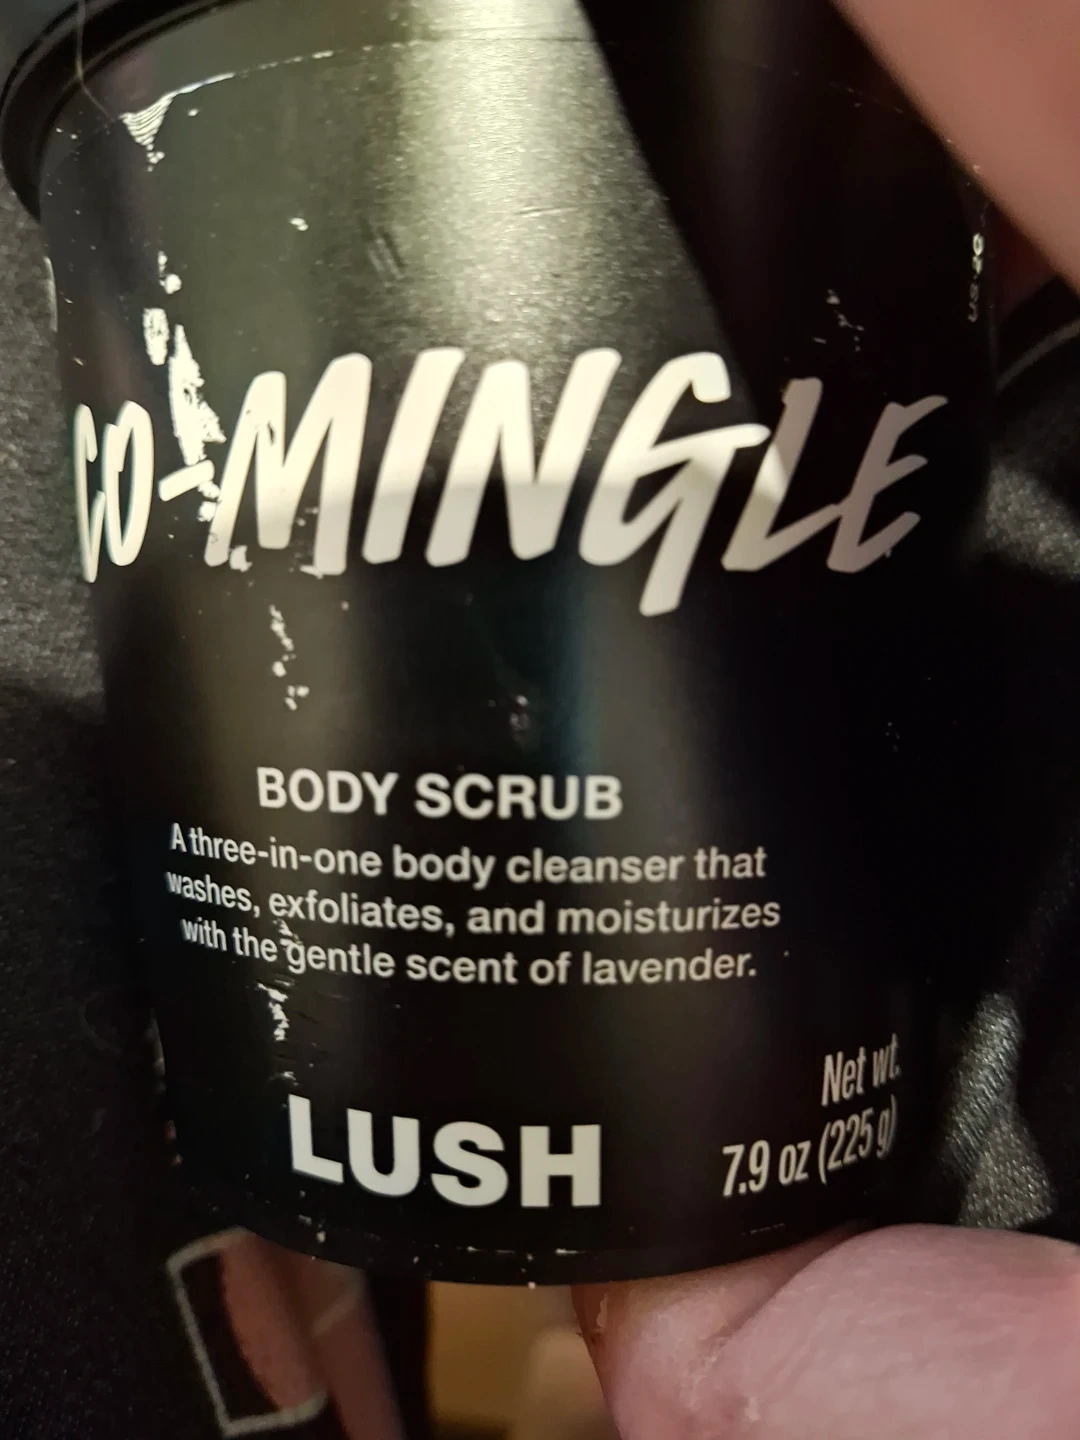 CO-MINGLE
BODY SCRUB
A three-in-one body cleanser that
washes, exfoliates, and moisturizes
with the gentle scent of lavender.
LUSH
Net wt.
7.9 oz (225 g)